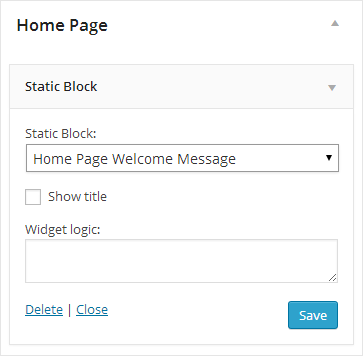 Home Page
Static Block
Static Block:
Home Page Welcome Message
Show title
Widget logic:
Delete | Close
Save